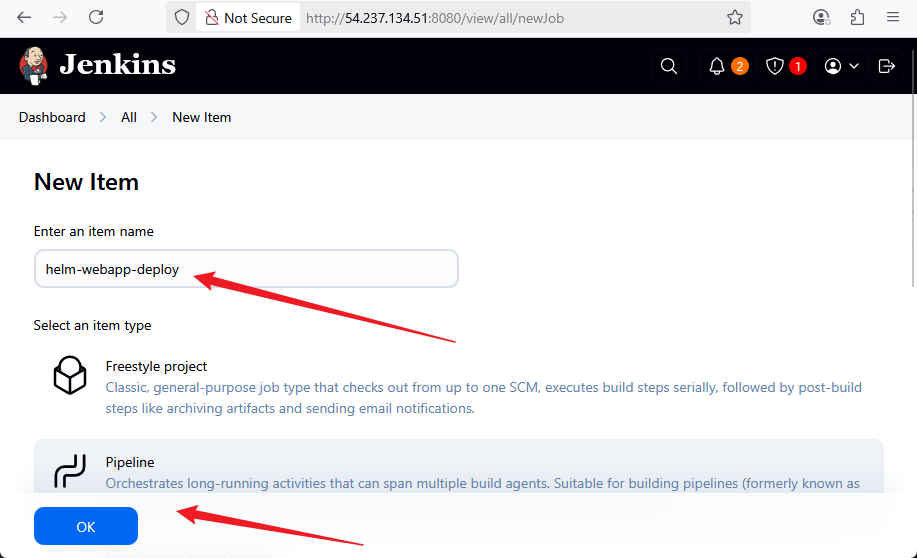 Not Secure http://54.237.134.51:8080/view/all/newJob
Jenkins 2 1
Dashboard All New Item
New Item
Enter an item name
helm-webapp-deploy
Select an item type
Freestyle project
Classic, general-purpose job type that checks out from up to one SCM, executes build steps serially, followed by post-build
steps like archiving artifacts and sending email notifications.
Pipeline
Orchestrates long-running activities that can span multiple build agents. Suitable for building pipelines (formerly known as
OK